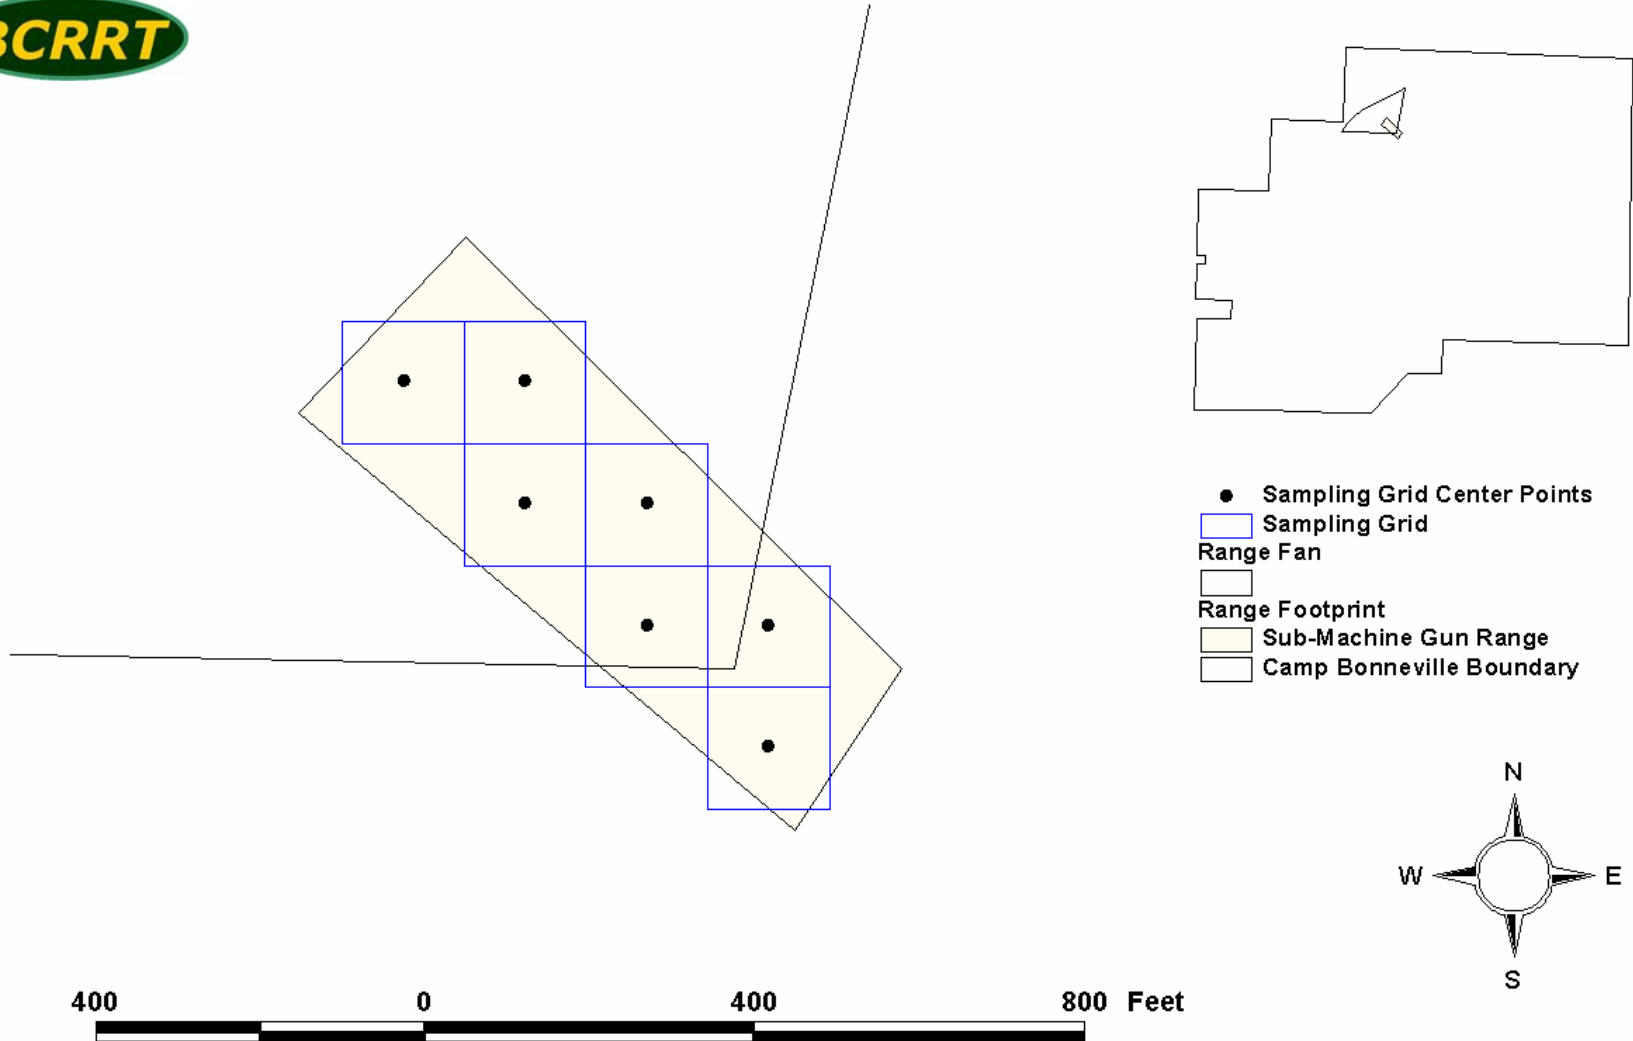 BCRRT
Sampling Grid Center Points
Sampling Grid
Range Fan
Range Footprint
Sub-Machine Gun Range
Camp Bonneville Boundary
N
W E
S
400 0 400 800 Feet